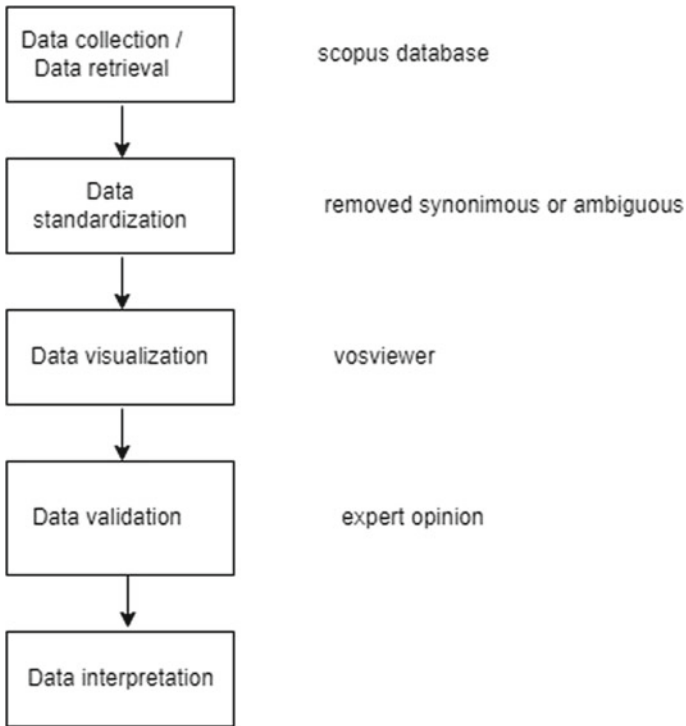 Data collection /
Data retrieval
scopus database
Data
standardization
removed synonimous or ambiguous
Data visualization
vosviewer
Data validation
expert opinion
Data interpretation